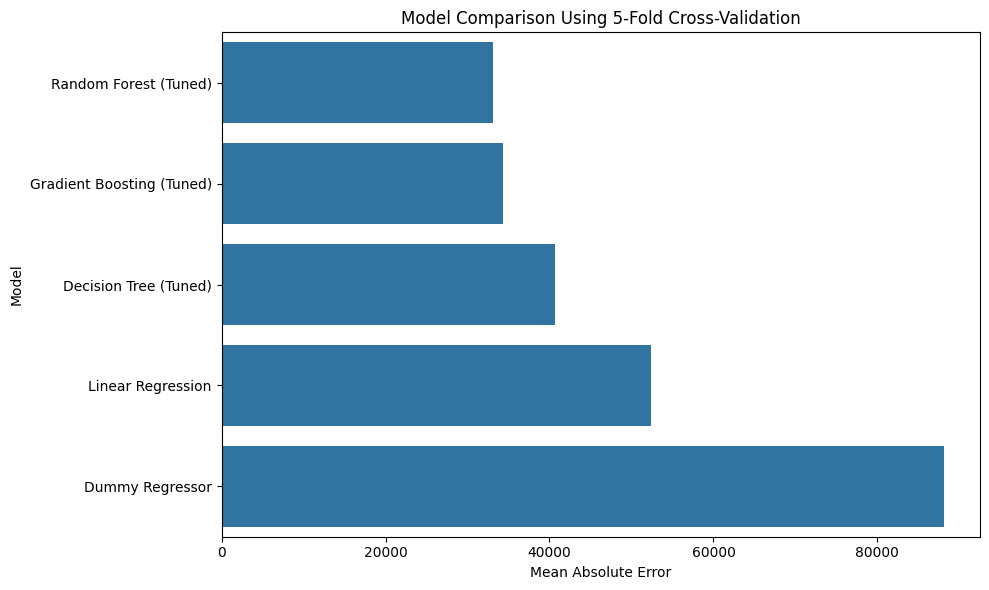 Model Comparison Using 5-Fold Cross-Validation
Model
Random Forest (Tuned)
Gradient Boosting (Tuned)
Decision Tree (Tuned)
Linear Regression
Dummy Regressor
0 20000 40000 60000 80000
Mean Absolute Error